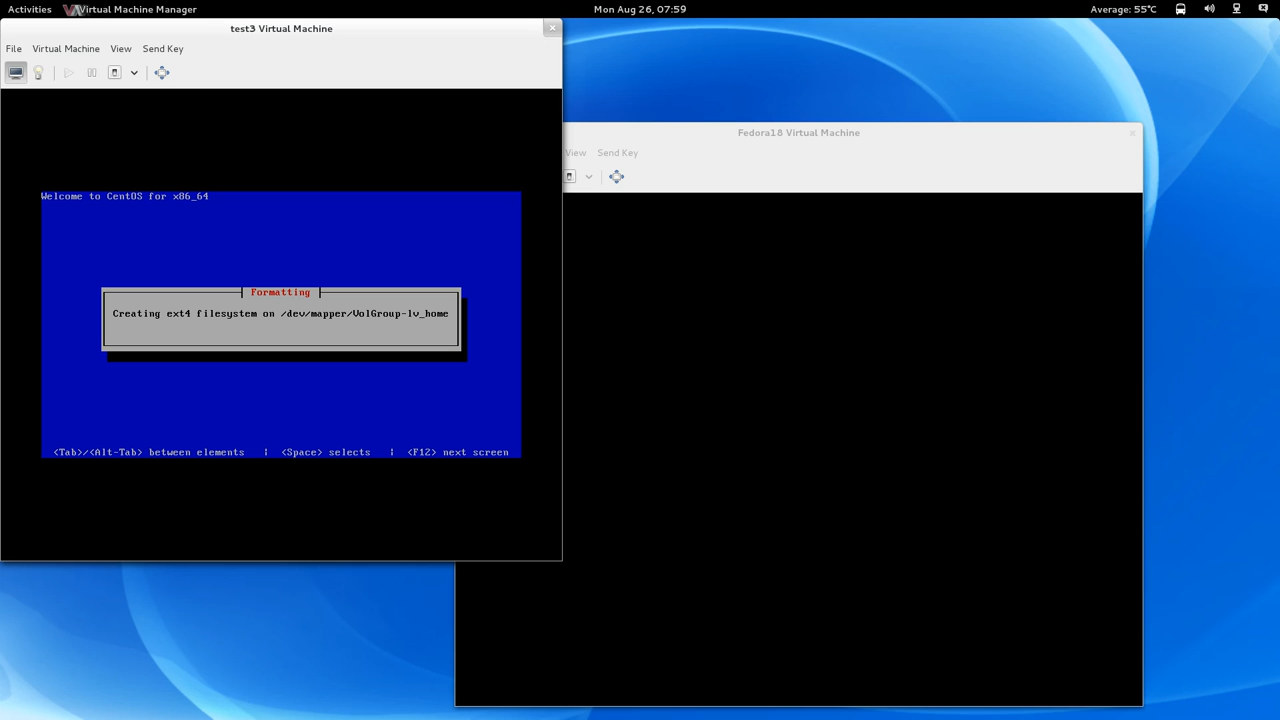 Activities Virtual Machine Manager Mon Aug 26, 07:59 Average: 55°C
test3 Virtual Machine
File Virtual Machine View Send Key
Fedora18 Virtual Machine
View Send Key
Welcome to CentOS for x86_64
Formatting
Creating ext4 filesystem on /dev/mapper/VolGroup-lv_home
<Tab>/<Alt-Tab> between elements | <Space> selects | <F12> next screen